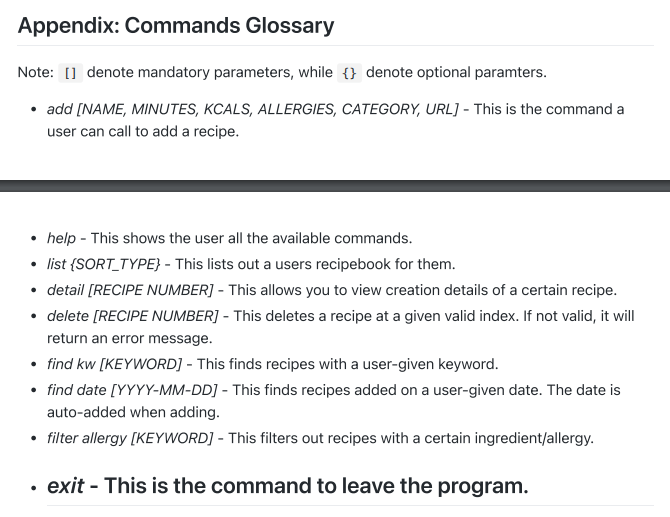 Appendix: Commands Glossary
Note: [] denote mandatory parameters, while {} denote optional paramters.
• add [NAME, MINUTES, KCALS, ALLERGIES, CATEGORY, URL] - This is the command a
user can call to add a recipe.
• help - This shows the user all the available commands.
• list {SORT_TYPE} - This lists out a users recipebook for them.
• detail [RECIPE NUMBER] - This allows you to view creation details of a certain recipe.
• delete [RECIPE NUMBER] - This deletes a recipe at a given valid index. If not valid, it will
return an error message.
• find kw [KEYWORD] - This finds recipes with a user-given keyword.
• find date [YYYY-MM-DD] - This finds recipes added on a user-given date. The date is
auto-added when adding.
• filter allergy [KEYWORD] - This filters out recipes with a certain ingredient/allergy.
• exit - This is the command to leave the program.